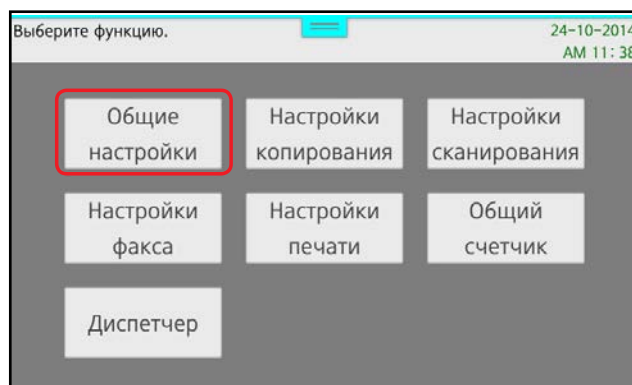 Выберите функцию.
24-10-2014
AM 11:38
Общие
настройки
Настройки
копирования
Настройки
сканирования
Настройки
факса
Настройки
печати
Общий
счетчик
Диспетчер